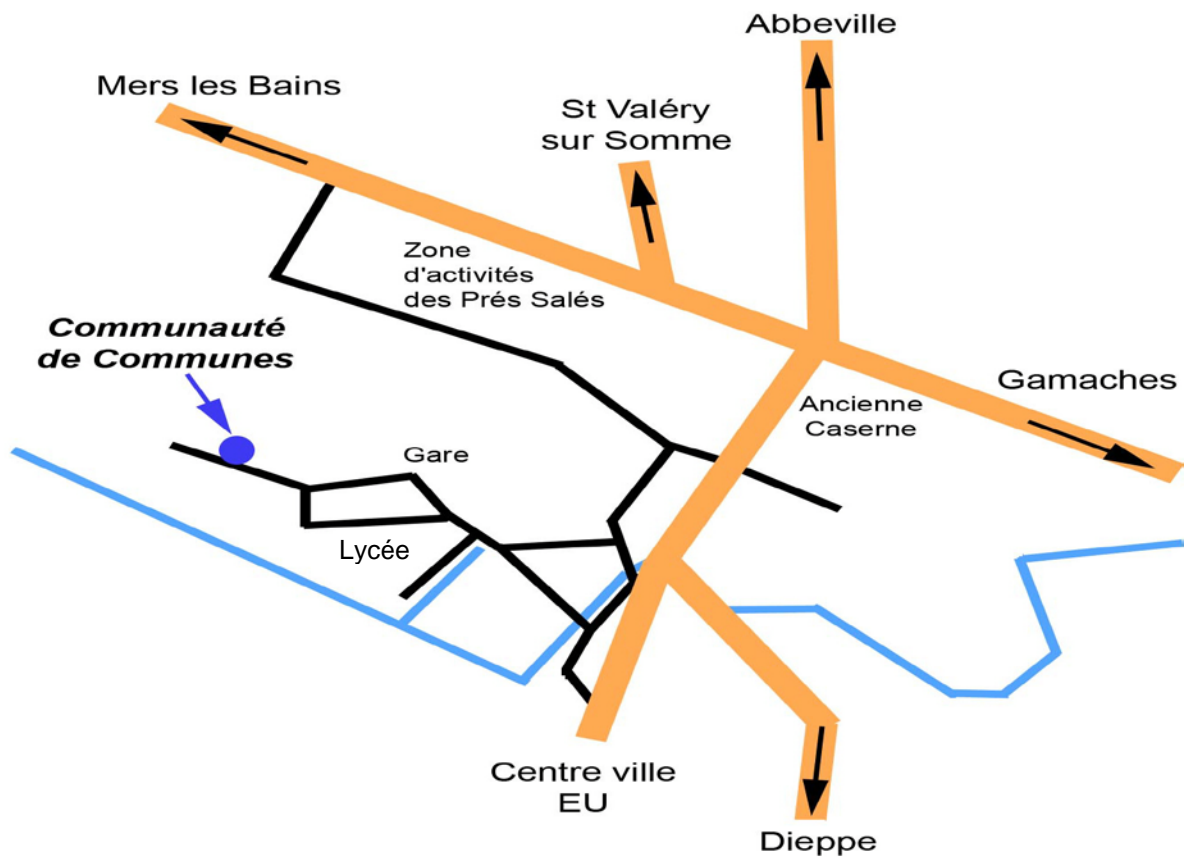 Abbeville
Mers les Bains
St Valéry
sur Somme
Zone
d'activités
des Prés Salés
Communauté
de Communes
Gamaches
Ancienne
Caserne
Gare
Lycée
Centre ville
EU
Dieppe